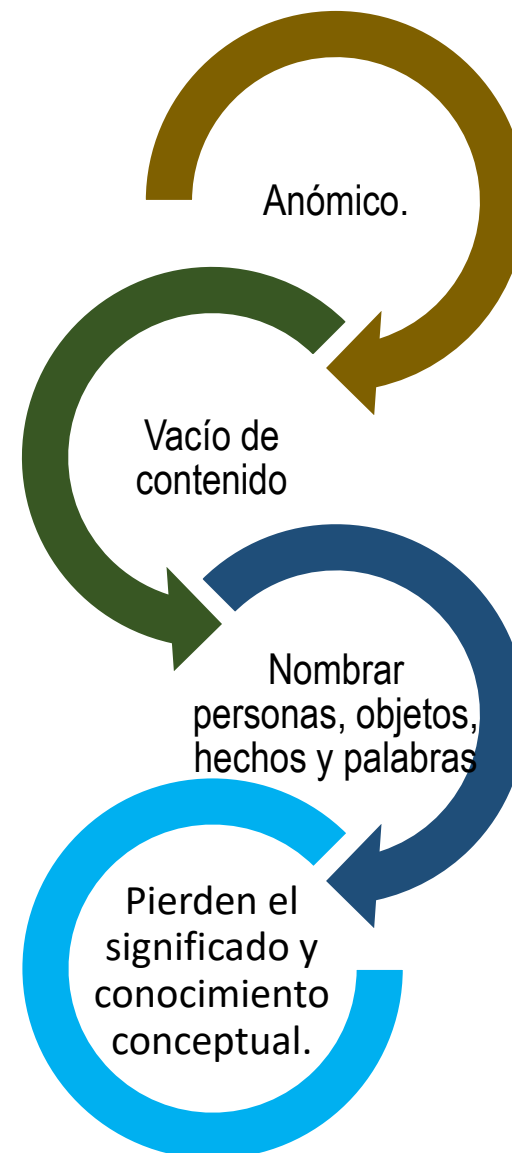 Anómico.
Vacío de
contenido
Nombrar
personas, objetos,
hechos y palabras
Pierden el
significado y
conocimiento
conceptual.